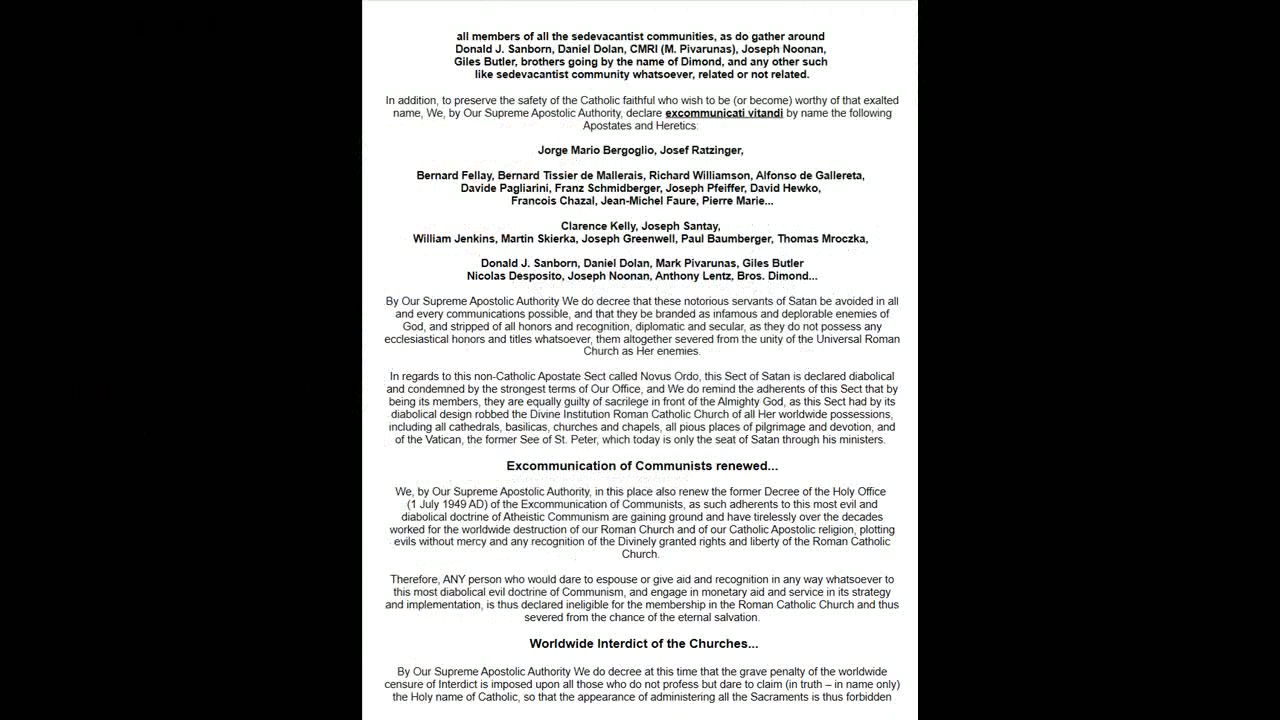 all members of all the sedevacantist communities, as do gather around
Donald J. Sanborn, Daniel Dolan, CMRI (M. Pivarunas), Joseph Noonan,
Giles Butler, brothers going by the name of Dimond, and any other such
like sedevacantist community whatsoever, related or not related.
In addition, to preserve the safety of the Catholic faithful who wish to be (or become) worthy of that exalted
name, We, by Our Supreme Apostolic Authority, declare excommunicati vitandi by name the following
Apostates and Heretics:
Jorge Mario Bergoglio, Josef Ratzinger,
Bernard Fellay, Bernard Tissier de Mallerais, Richard Williamson, Alfonso de Gallereta,
Davide Pagliarini, Franz Schmidberger, Joseph Pfeiffer, David Hewko,
Francois Chazal, Jean-Michel Faure, Pierre Marie...
Clarence Kelly, Joseph Santay,
William Jenkins, Martin Skierka, Joseph Greenwell, Paul Baumberger, Thomas Mroczka,
Donald J. Sanborn, Daniel Dolan, Mark Pivarunas, Giles Butler
Nicolas Desposito, Joseph Noonan, Anthony Lentz, Bros. Dimond...
By Our Supreme Apostolic Authority We do decree that these notorious servants of Satan be avoided in all
and every communications possible, and that they be branded as infamous and deplorable enemies of
God, and stripped of all honors and recognition, diplomatic and secular, as they do not possess any
ecclesiastical honors and titles whatsoever, them altogether severed from the unity of the Universal Roman
Church as Her enemies.
In regards to this non-Catholic Apostate Sect called Novus Ordo, this Sect of Satan is declared diabolical
and condemned by the strongest terms of Our Office, and We do remind the adherents of this Sect that by
being its members, they are equally guilty of sacrilege in front of the Almighty God, as this Sect had by its
diabolical design robbed the Divine Institution Roman Catholic Church of all Her worldwide possessions,
including all cathedrals, basilicas, churches and chapels, all pious places of pilgrimage and devotion, and
of the Vatican, the former See of St. Peter, which today is only the seat of Satan through his ministers.
Excommunication of Communists renewed...
We, by Our Supreme Apostolic Authority, in this place also renew the former Decree of the Holy Office
(1 July 1949 AD) of the Excommunication of Communists, as such adherents to this most evil and
diabolical doctrine of Atheistic Communism are gaining ground and have tirelessly over the decades
worked for the worldwide destruction of our Roman Church and of our Catholic Apostolic religion, plotting
evils without mercy and any recognition of the Divinely granted rights and liberty of the Roman Catholic
Church.
Therefore, ANY person who would dare to espouse or give aid and recognition in any way whatsoever to
this most diabolical evil doctrine of Communism, and engage in monetary aid and service in its strategy
and implementation, is thus declared ineligible for the membership in the Roman Catholic Church and thus
severed from the chance of the eternal salvation.
Worldwide Interdict of the Churches...
By Our Supreme Apostolic Authority We do decree at this time that the grave penalty of the worldwide
censure of Interdict is imposed upon all those who do not profess but dare to claim (in truth – in name only)
the Holy name of Catholic, so that the appearance of administering all the Sacraments is thus forbidden